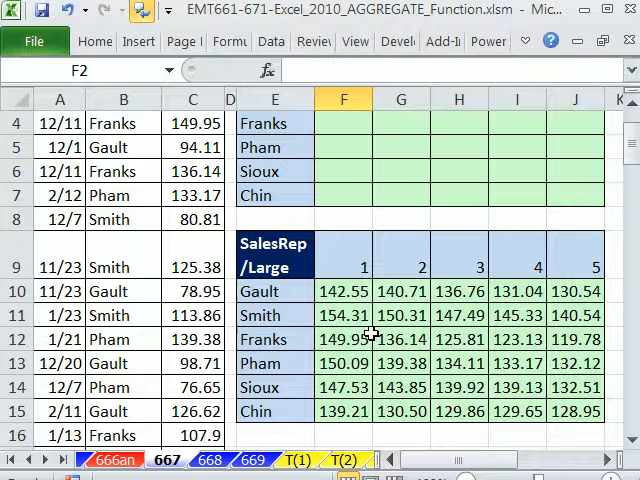 EMT661-671-Excel_2010_AGGREGATE_Function.xlsm - Mic...
File Home Insert Page l Formu Data Reviev View Develo Add-Ir Power
F2 fx
A B C D E F G H I J K
4 12/11 Franks 149.95 Franks
5 12/1 Gault 94.11 Pham
6 12/11 Franks 136.14 Sioux
7 2/12 Pham 133.17 Chin
8 12/7 Smith 80.81
SalesRep
9 11/23 Smith 125.38 /Large 1 2 3 4 5
10 11/23 Gault 78.95 Gault 142.55 140.71 136.76 131.04 130.54
11 1/23 Smith 113.86 Smith 154.31 150.31 147.49 145.33 140.54
12 1/21 Pham 139.38 Franks 149.95 136.14 125.81 123.13 119.78
13 12/20 Gault 98.71 Pham 150.09 139.38 134.11 133.17 132.12
14 12/7 Pham 76.65 Sioux 147.53 143.85 139.92 139.13 132.51
15 2/11 Gault 126.62 Chin 139.21 130.50 129.86 129.65 128.95
16 1/13 Franks 107.9
666an 667 668 669 T(1) T(2)